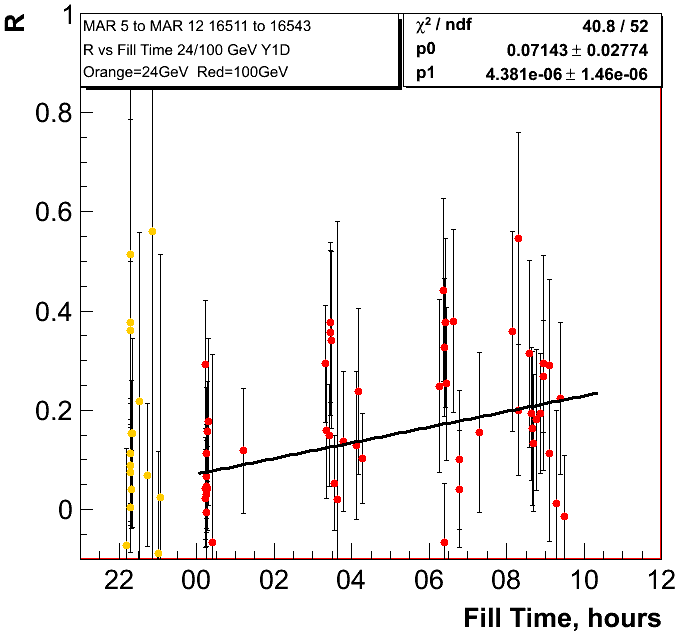 R
MAR 5 to MAR 12 16511 to 16543
R vs Fill Time 24/100 GeV Y1D
Orange=24GeV Red=100GeV
χ² / ndf 40.8 / 52
p0 0.07143 ± 0.02774
p1 4.381e-06 ± 1.46e-06
1
0.8
0.6
0.4
0.2
0
22 00 02 04 06 08 10 12
Fill Time, hours